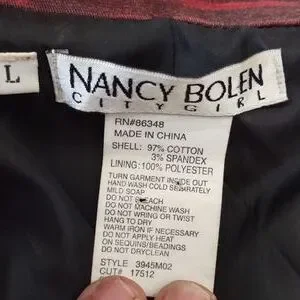 L
NANCY BOLEN
CITY GIRL
RN#86348
MADE IN CHINA
SHELL: 97% COTTON
3% SPANDEX
LINING: 100% POLYESTER
TURN GARMENT INSIDE OUT
HAND WASH COLD SEPARATELY
MILD SOAP
DO NOT BLEACH
DO NOT MACHINE WASH
DO NOT WRING OR TWIST
HANG TO DRY
WARM IRON IF NECESSARY
DO NOT APPLY HEAT
ON SEQUINS/BEADINGS
DO NOT DRYCLEAN
STYLE 3945M02
CUT# 17512